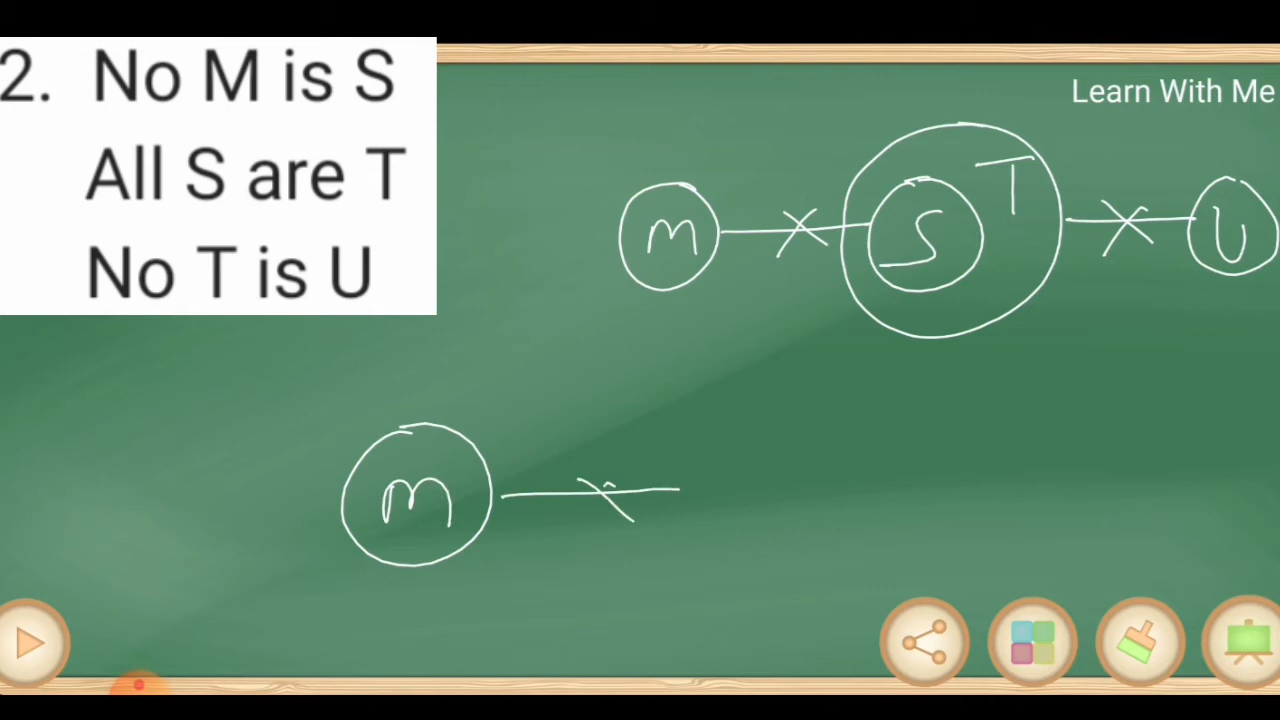 2. No M is S
All S are T
No T is U
Learn With Me
m S T U
m